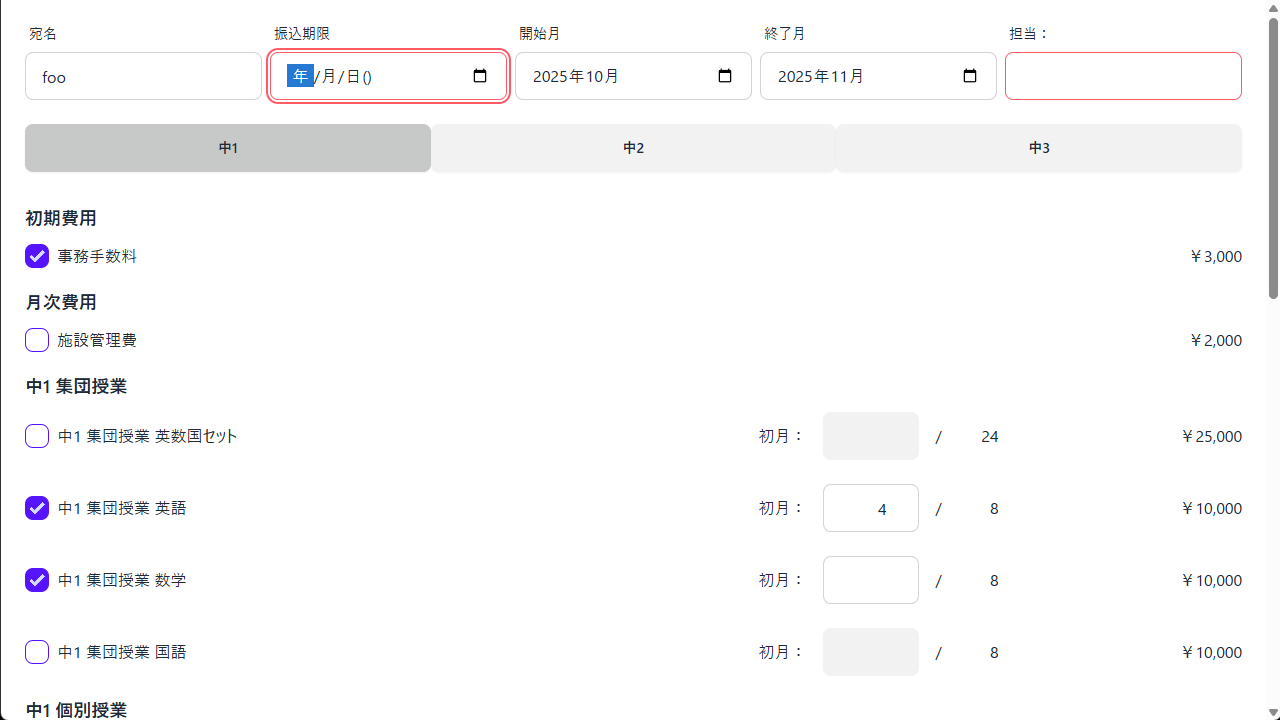 宛名 振込期限 開始月 終了月 担当：
foo 年/月/日() 2025年10月 2025年11月
中1 中2 中3
初期費用
事務手数料 ￥3,000
月次費用
施設管理費 ￥2,000
中1 集団授業
中1 集団授業 英数国セット 初月： / 24 ￥25,000
中1 集団授業 英語 初月： 4 / 8 ￥10,000
中1 集団授業 数学 初月： / 8 ￥10,000
中1 集団授業 国語 初月： / 8 ￥10,000
中1 個別授業